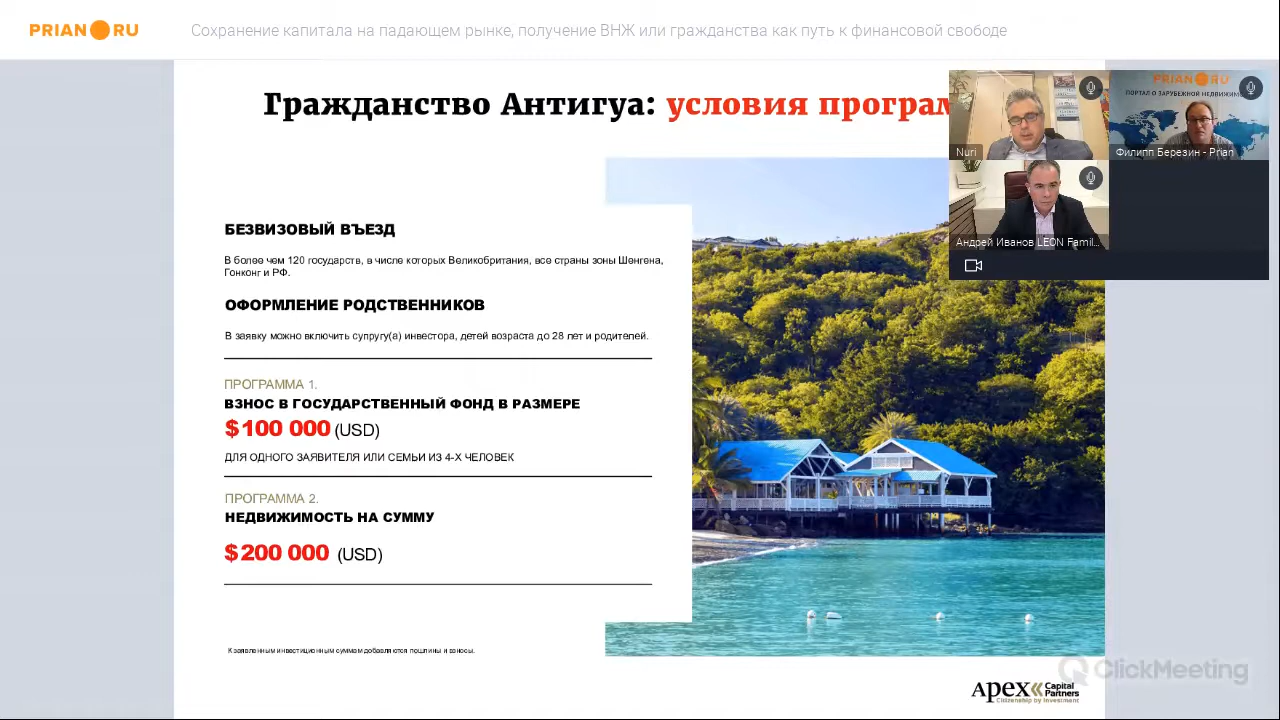 PRIAN RU
Сохранение капитала на падающем рынке, получение ВНЖ или гражданства как путь к финансовой свободе
Гражданство Антигуа: условия програм
PRIAN RU
ПОРТАЛ О ЗАРУБЕЖНОЙ НЕДВИЖИМ
Nuri
Филипп Березин - Prian
Андрей Иванов LEON Famil...
БЕЗВИЗОВЫЙ ВЪЕЗД
В более чем 120 государств, в числе которых Великобритания, все страны зоны Шенгена,
Гонконг и РФ.
ОФОРМЛЕНИЕ РОДСТВЕННИКОВ
В заявку можно включить супругу(а) инвестора, детей возраста до 28 лет и родителей.
ПРОГРАММА 1.
ВЗНОС В ГОСУДАРСТВЕННЫЙ ФОНД В РАЗМЕРЕ
$100 000 (USD)
ДЛЯ ОДНОГО ЗАЯВИТЕЛЯ ИЛИ СЕМЬИ ИЗ 4-Х ЧЕЛОВЕК
ПРОГРАММА 2.
НЕДВИЖИМОСТЬ НА СУММУ
$200 000 (USD)
К заявленным инвестиционным суммам добавляются пошлины и взносы.
ClickMeeting
Apex Capital Partners
Citizenship by Investment